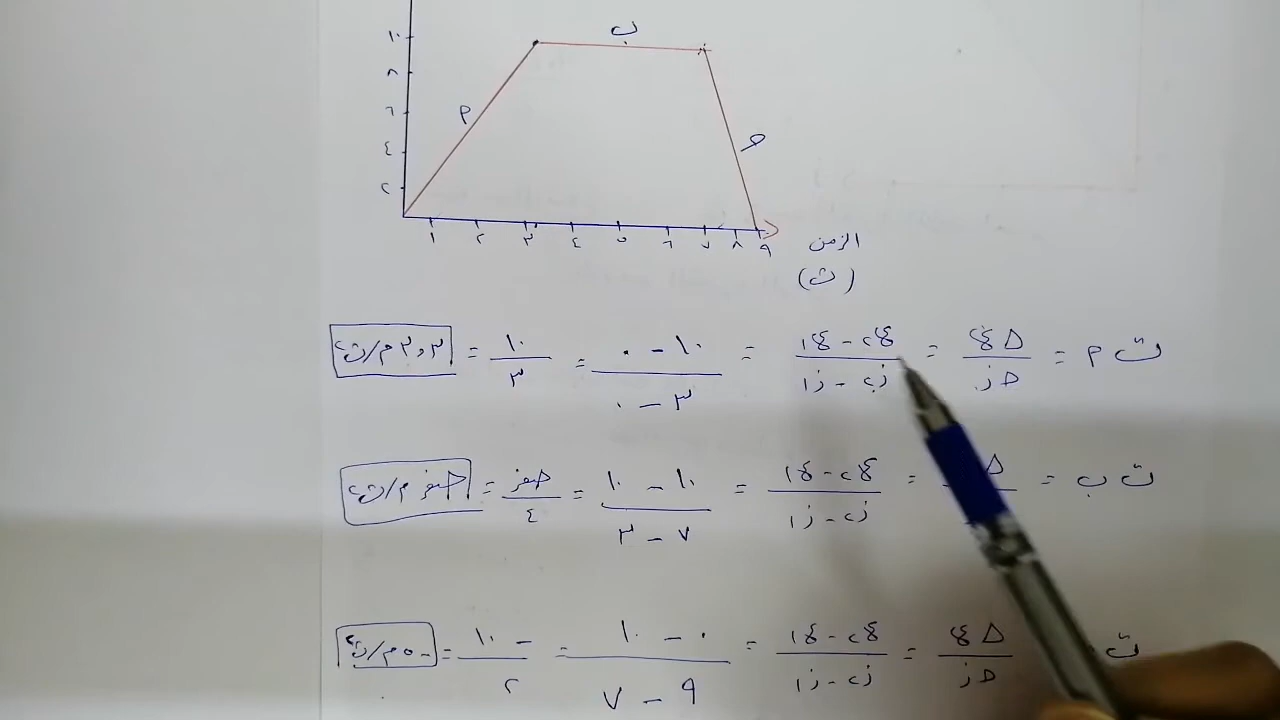 ب
١٠
٨
٦
٤
٢
أ
جـ
١ ٢ ٣ ٤ ٥ ٦ ٧ ٨ ٩
الزمن
(ث)
ت أ = Δع / Δز = ع٢ - ع١ / ز٢ - ز١ = ١٠ - ٠ / ٣ - ٠ = ١٠ / ٣ = ٣,٣ م/ث٢
ت ب = Δ = ع٢ - ع١ / ز٢ - ز١ = ١٠ - ١٠ / ٧ - ٣ = صفر / ٤ = صفر م/ث٢
ت = Δع / Δز = ع٢ - ع١ / ز٢ - ز١ = ٠ - ١٠ / ٩ - ٧ = -١٠ / ٢ = -٥ م/ث٢